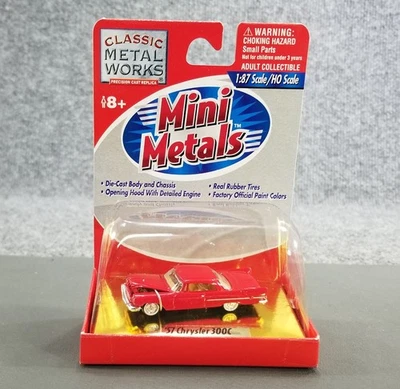 CLASSIC
METAL
WORKS
PRECISION CAST REPLICA
8+
WARNING:
CHOKING HAZARD
Small Parts
Not for children under 3 years
ADULT COLLECTIBLE
1:87 Scale/HO Scale
Mini
Metals™
• Die-Cast Body and Chassis
• Opening Hood With Detailed Engine
• Real Rubber Tires
• Factory Official Paint Colors
'57 Chrysler 300C